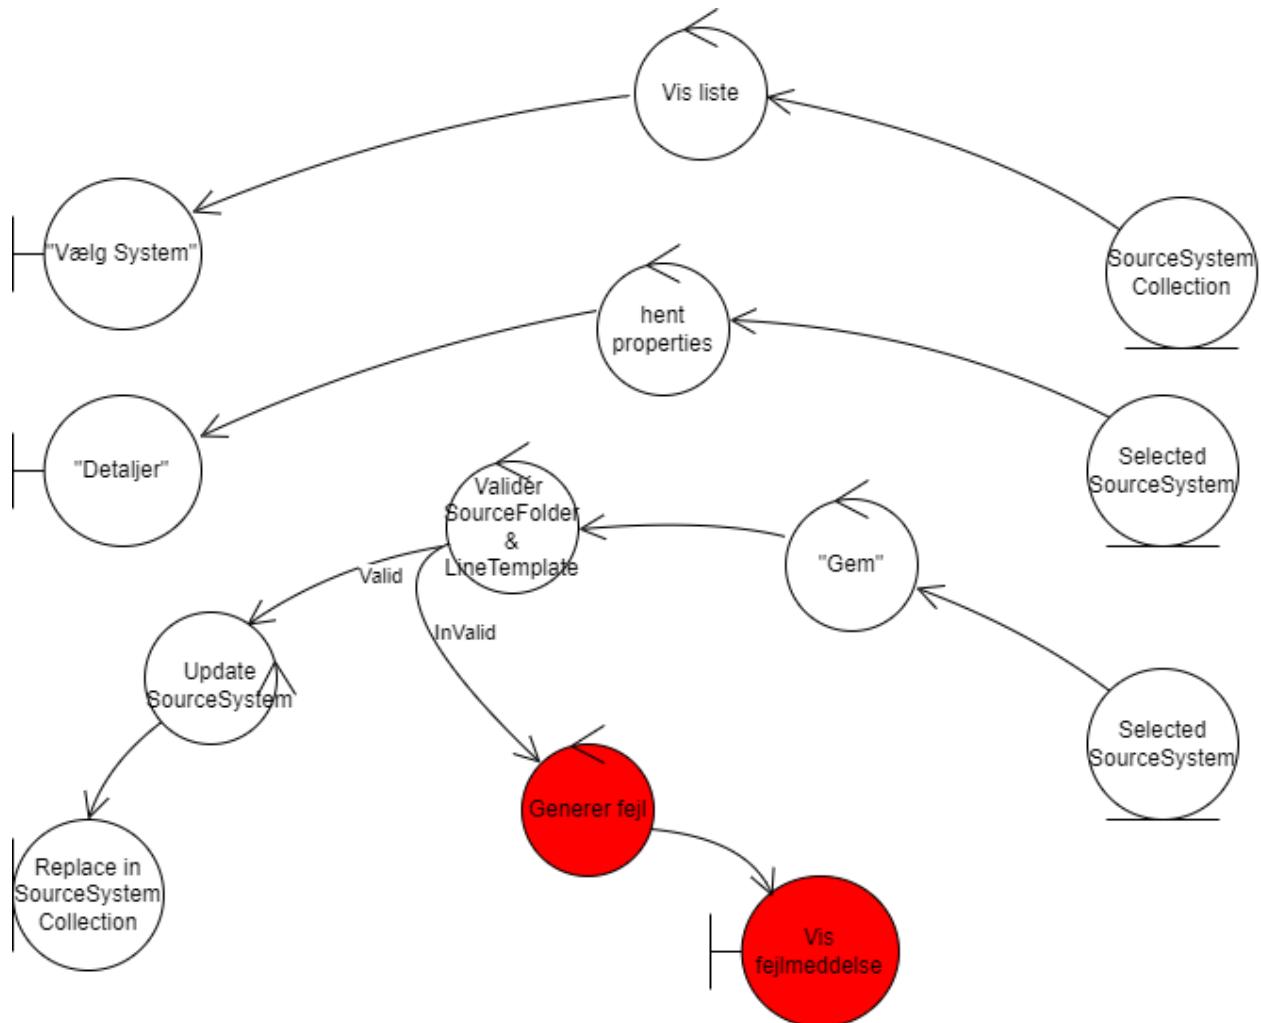 Vis liste
"Vælg System"
SourceSystem
Collection
hent
properties
"Detaljer"
Selected
SourceSystem
Validér
SourceFolder
&
LineTemplate
"Gem"
Valid
InValid
Update
SourceSystem
Selected
SourceSystem
Generer fejl
Replace in
SourceSystem
Collection
Vis
fejlmeddelse